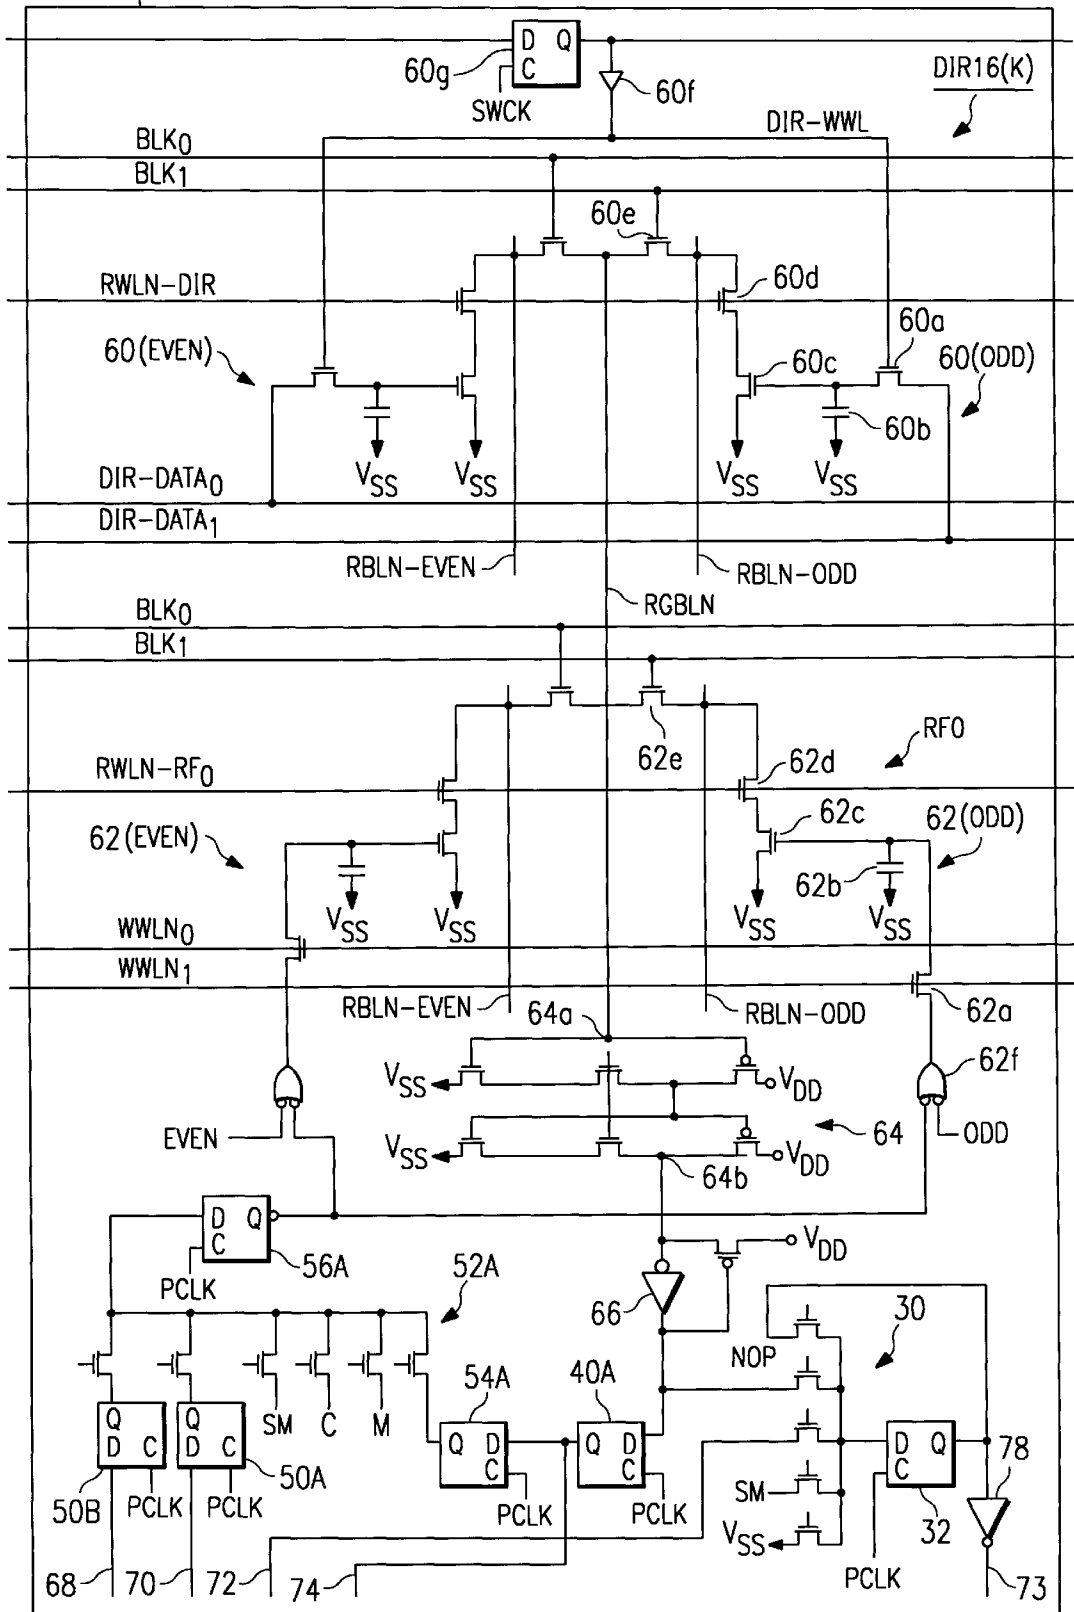 D Q
C
60g
SWCK
60f
DIR16(K)
DIR-WWL
BLK0
BLK1
60e
RWLN-DIR
60d
60a
60(EVEN)
60c
60(ODD)
60b
VSS
VSS
VSS
VSS
DIR-DATA0
DIR-DATA1
RBLN-EVEN
RBLN-ODD
RGBLN
BLK0
BLK1
RF0
62e
62d
RWLN-RF0
62c
62(EVEN)
62(ODD)
62b
VSS
VSS
VSS
VSS
WWLN0
WWLN1
RBLN-EVEN
RBLN-ODD
62a
64a
62f
VSS
VDD
64
EVEN
ODD
VSS
VDD
64b
D Q
C
56A
PCLK
VDD
52A
66
30
NOP
54A
40A
SM
C
M
Q
D C
Q
D C
Q D
C
Q D
C
D Q
C
78
50B
PCLK
PCLK
50A
PCLK
PCLK
SM
VSS
32
PCLK
68
70
72
74
73